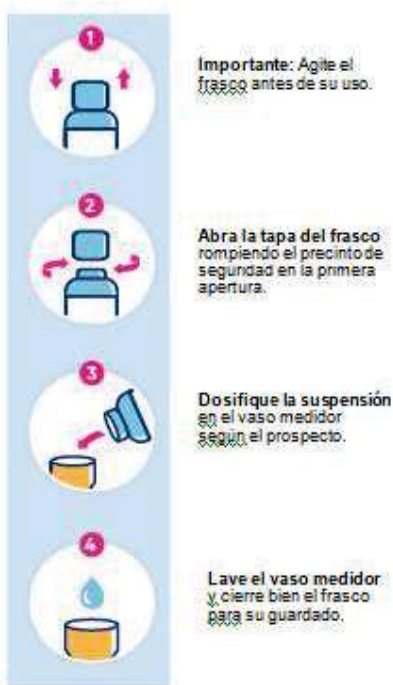 1
Importante: Agite el
frasco antes de su uso.
2
Abra la tapa del frasco
rompiendo el precinto de
seguridad en la primera
apertura.
3
Dosifique la suspensión
en el vaso medidor
según el prospecto.
4
Lave el vaso medidor
y cierre bien el frasco
para su guardado.